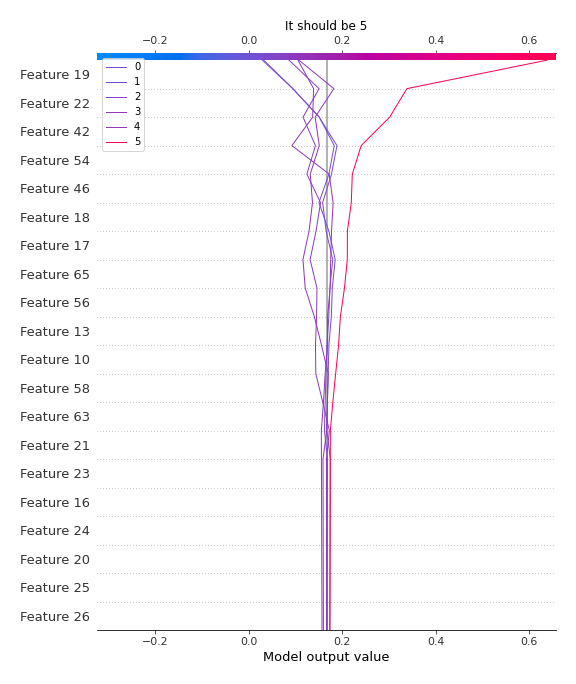 It should be 5
−0.2 0.0 0.2 0.4 0.6
0
1
2
3
4
5
Feature 19
Feature 22
Feature 42
Feature 54
Feature 46
Feature 18
Feature 17
Feature 65
Feature 56
Feature 13
Feature 10
Feature 58
Feature 63
Feature 21
Feature 23
Feature 16
Feature 24
Feature 20
Feature 25
Feature 26
−0.2 0.0 0.2 0.4 0.6
Model output value